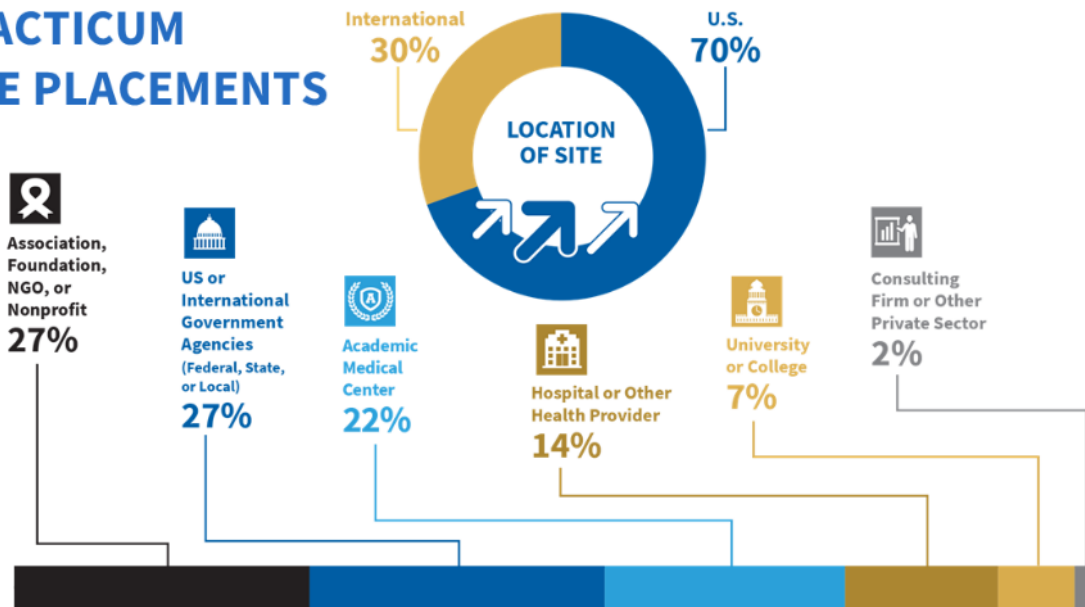 ACTICUM
E PLACEMENTS
International
30%
U.S.
70%
LOCATION
OF SITE
Association,
Foundation,
NGO, or
Nonprofit
27%
US or
International
Government
Agencies
(Federal, State,
or Local)
27%
Academic
Medical
Center
22%
Hospital or Other
Health Provider
14%
University
or College
7%
Consulting
Firm or Other
Private Sector
2%
A